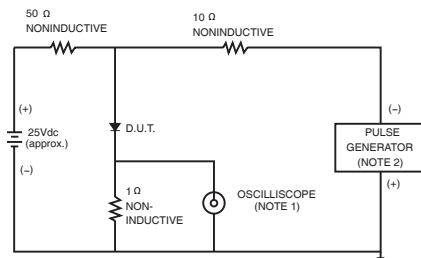 50 Ω
NONINDUCTIVE
10 Ω
NONINDUCTIVE
(+)
25Vdc
(approx.)
(−)
D.U.T.
1 Ω
NON-
INDUCTIVE
OSCILLISCOPE
(NOTE 1)
(−)
PULSE
GENERATOR
(NOTE 2)
(+)